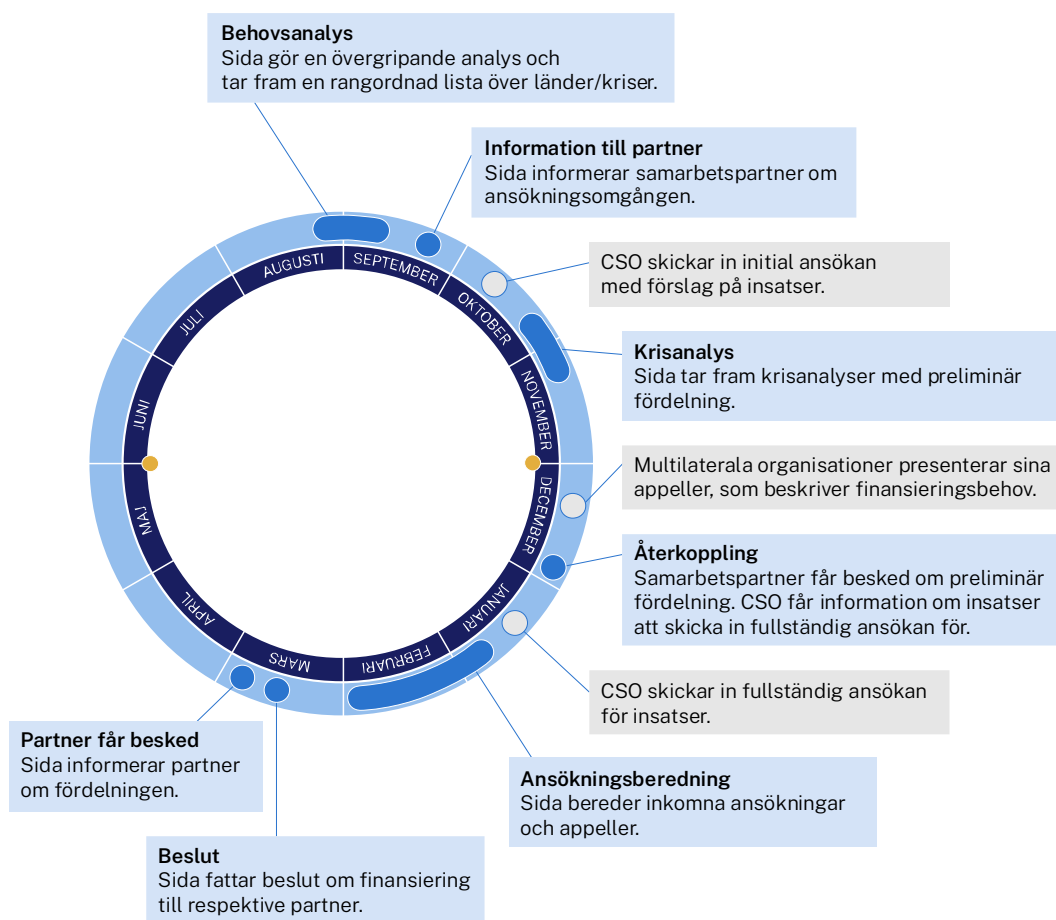 Behovsanalys
Sida gör en övergripande analys och
tar fram en rangordnad lista över länder/kriser.
Information till partner
Sida informerar samarbetspartner om
ansökningsomgången.
CSO skickar in initial ansökan
med förslag på insatser.
Krisanalys
Sida tar fram krisanalyser med preliminär
fördelning.
Multilaterala organisationer presenterar sina
appeller, som beskriver finansieringsbehov.
Återkoppling
Samarbetspartner får besked om preliminär
fördelning. CSO får information om insatser
att skicka in fullständig ansökan för.
CSO skickar in fullständig ansökan
för insatser.
Ansökningsberedning
Sida bereder inkomna ansökningar
och appeller.
Beslut
Sida fattar beslut om finansiering
till respektive partner.
Partner får besked
Sida informerar partner
om fördelningen.
JANUARI
FEBRUARI
MARS
APRIL
MAJ
JUNI
JULI
AUGUSTI
SEPTEMBER
OKTOBER
NOVEMBER
DECEMBER